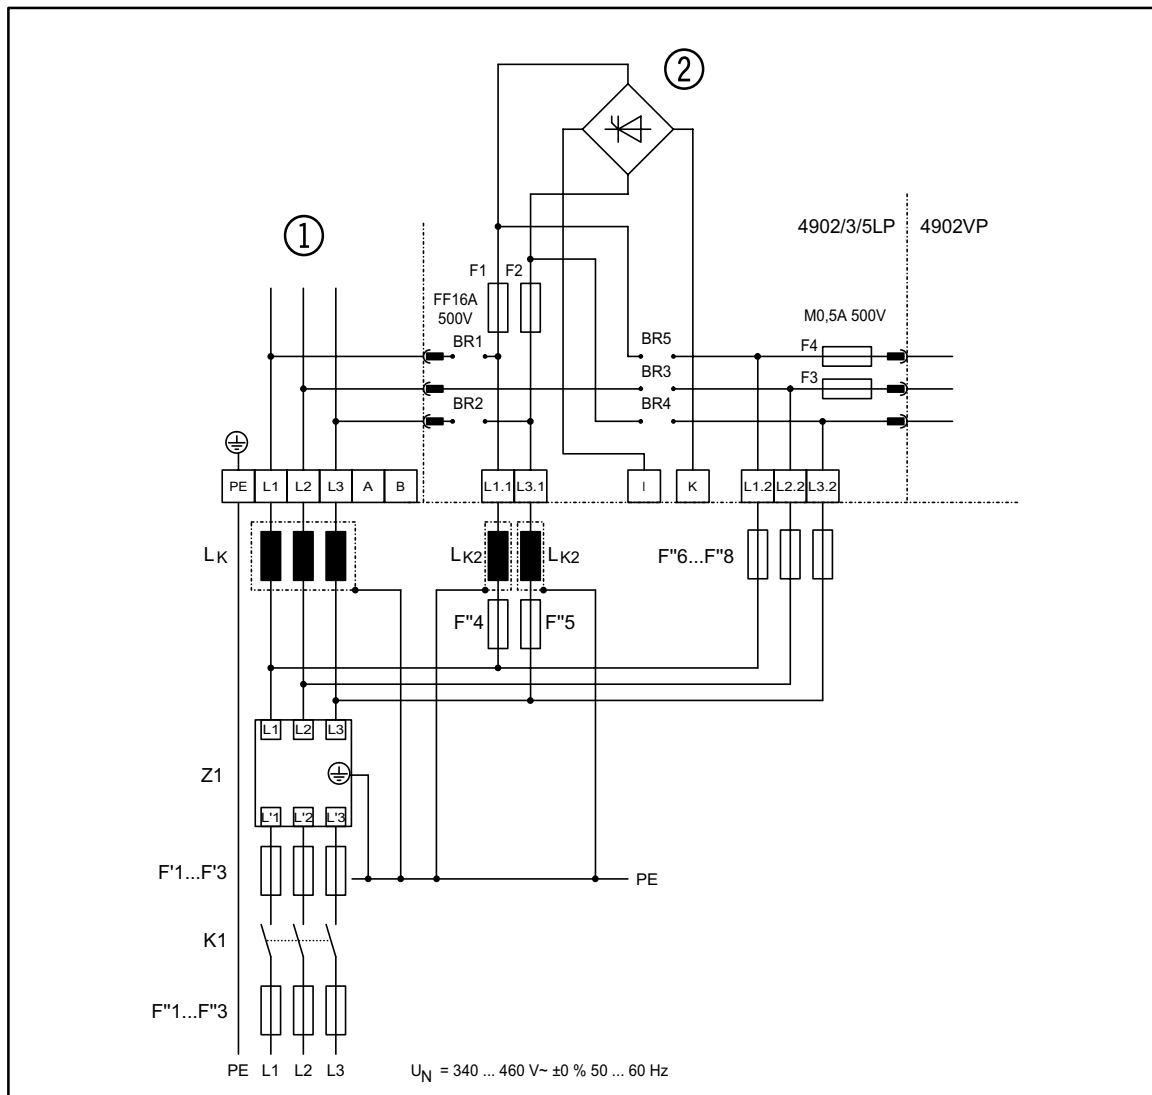 ②
4902/3/5LP 4902VP
①
F1 F2
FF16A
500V
M0,5A 500V
BR1 BR5 F4
BR3 F3
BR2 BR4
PE L1 L2 L3 A B L1.1 L3.1 I K L1.2 L2.2 L3.2
LK LK2 LK2 F"6...F"8
F"4 F"5
L1 L2 L3
Z1
L'1 L'2 L'3
F'1...F'3 PE
K1
F"1...F"3
PE L1 L2 L3 UN = 340 ... 460 V~ ±0 % 50 ... 60 Hz